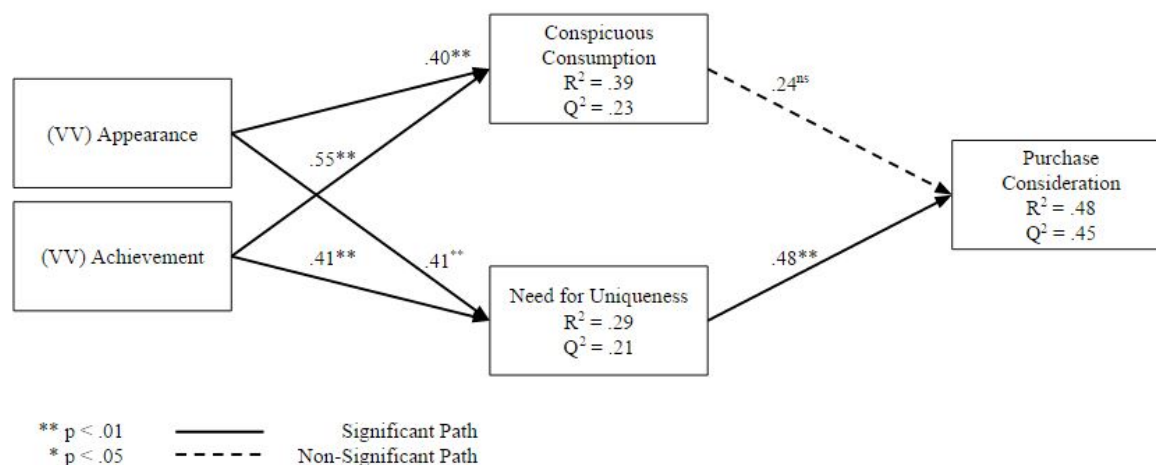 Conspicuous
Consumption
R² = .39
Q² = .23
.40**
.24ⁿˢ
(VV) Appearance
.55**
Purchase
Consideration
R² = .48
Q² = .45
(VV) Achievement
.41**
.41**
.48**
Need for Uniqueness
R² = .29
Q² = .21
** p < .01 Significant Path
* p < .05 Non-Significant Path